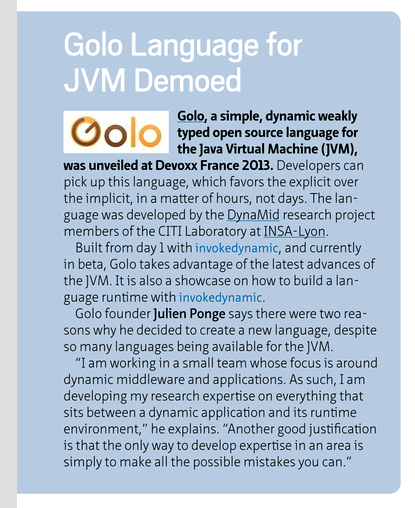 Golo Language for
JVM Demoed
Golo
Golo, a simple, dynamic weakly
typed open source language for
the Java Virtual Machine (JVM),
was unveiled at Devoxx France 2013. Developers can
pick up this language, which favors the explicit over
the implicit, in a matter of hours, not days. The lan-
guage was developed by the DynaMid research project
members of the CITI Laboratory at INSA-Lyon.
Built from day 1 with invokedynamic, and currently
in beta, Golo takes advantage of the latest advances of
the JVM. It is also a showcase on how to build a lan-
guage runtime with invokedynamic.
Golo founder Julien Ponge says there were two rea-
sons why he decided to create a new language, despite
so many languages being available for the JVM.
“I am working in a small team whose focus is around
dynamic middleware and applications. As such, I am
developing my research expertise on everything that
sits between a dynamic application and its runtime
environment,” he explains. “Another good justification
is that the only way to develop expertise in an area is
simply to make all the possible mistakes you can.”